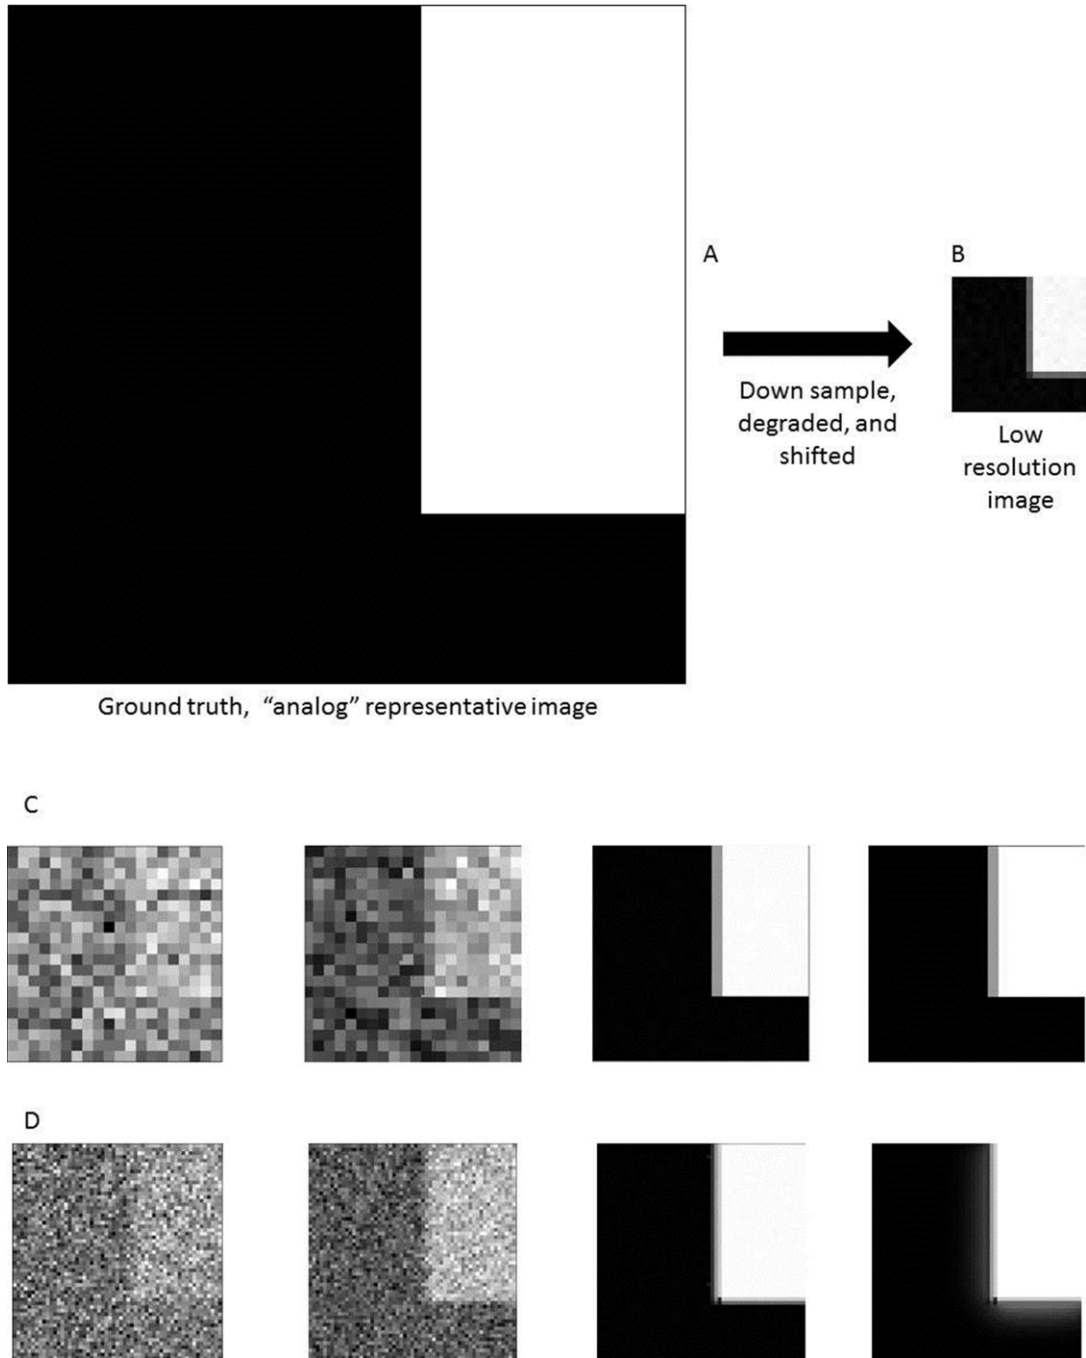 A
B
Down sample,
degraded, and
shifted
Low
resolution
image
Ground truth, “analog” representative image
C
D